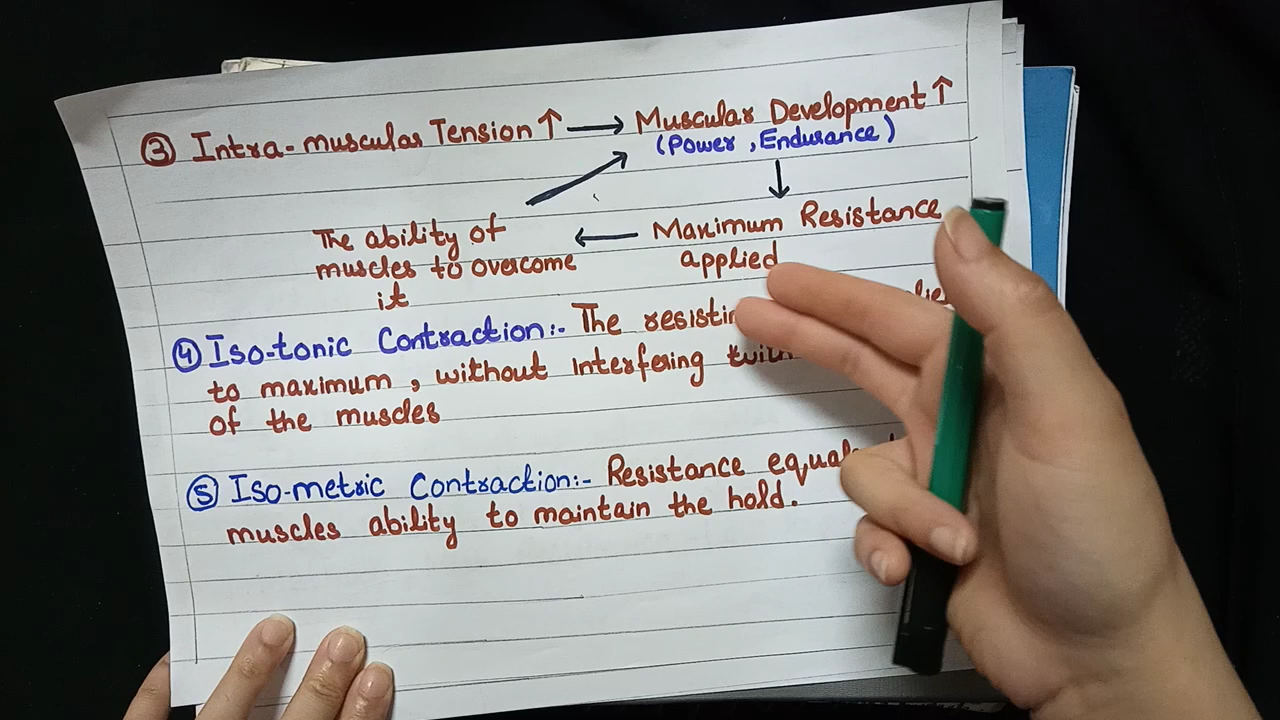 ③ Intra-muscular Tension ↑ → Muscular Development ↑
(Power, Endurance)
The ability of ← Maximum Resistance
muscles to overcome applied
it
④ Iso-tonic Contraction:- The
to maximum, without interfering
of the muscles
⑤ Iso-metric Contraction:- Resistance
muscles ability to maintain the hold.